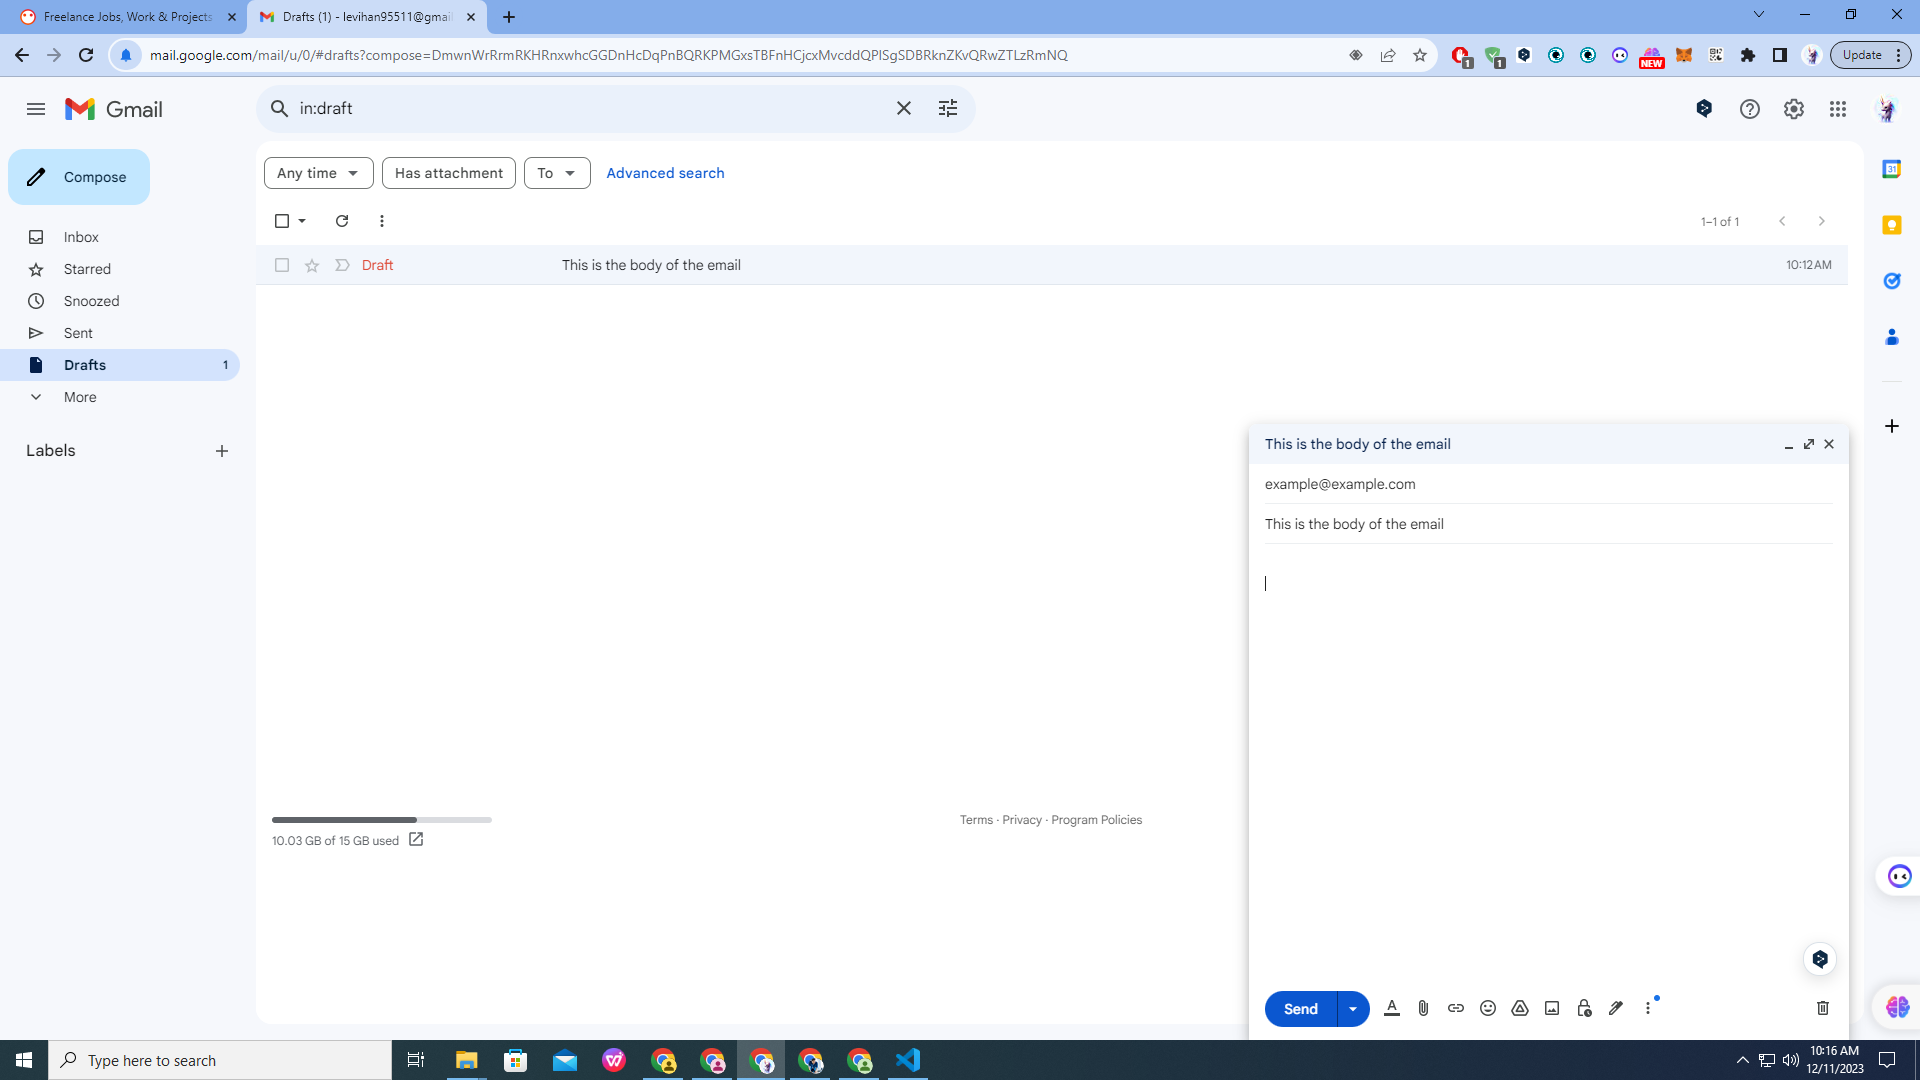 Freelance Jobs, Work & Projects
Drafts (1) - levihan95511@gmail
mail.google.com/mail/u/0/#drafts?compose=DmwnWrRrmRKHRnxwhcGGDnHcDqPnBQRKPMGxsTBFnHCjcxMvcddQPlSgSDBRknZKvQRwZTLzRmNQ
1
1
NEW
Update
Gmail
in:draft
Compose
Any time
Has attachment
To
Advanced search
1–1 of 1
Inbox
Starred
Snoozed
Sent
Drafts
1
More
Labels
Draft
This is the body of the email
10:12 AM
31
This is the body of the email
example@example.com
This is the body of the email
Terms · Privacy · Program Policies
10.03 GB of 15 GB used
Send
Type here to search
10:16 AM
12/11/2023